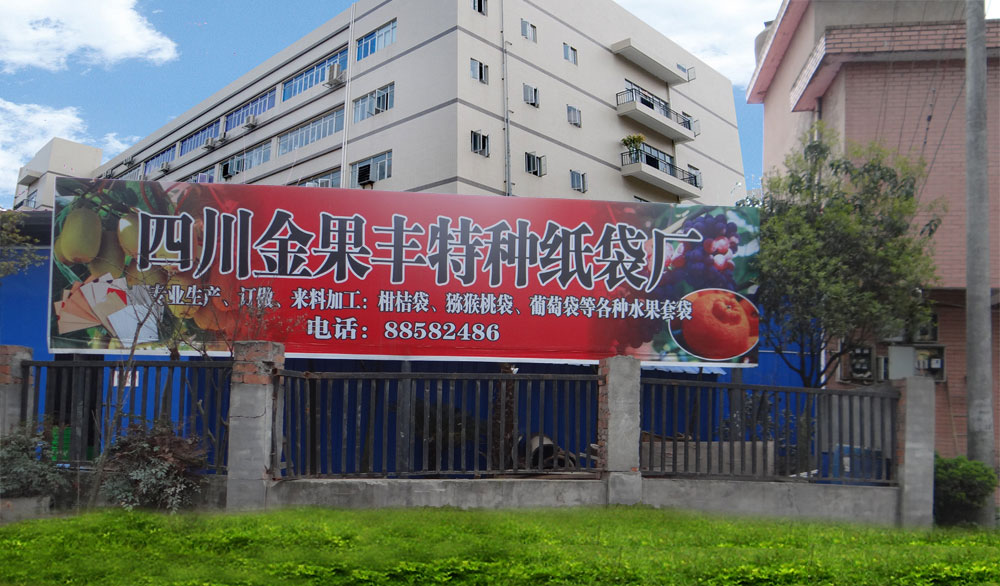 四川金果丰特种纸袋厂
专业生产、订做、来料加工：柑桔袋、猕猴桃袋、葡萄袋等各种水果套袋
电话：88582486